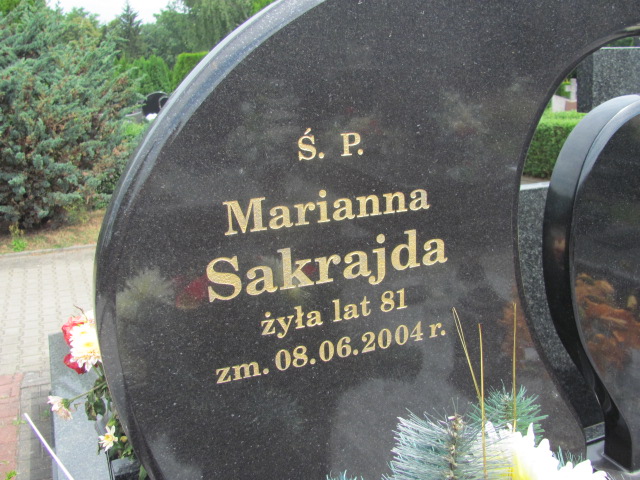 Ś. P.
Marianna
Sakrajda
żyła lat 81
zm. 08.06.2004 r.